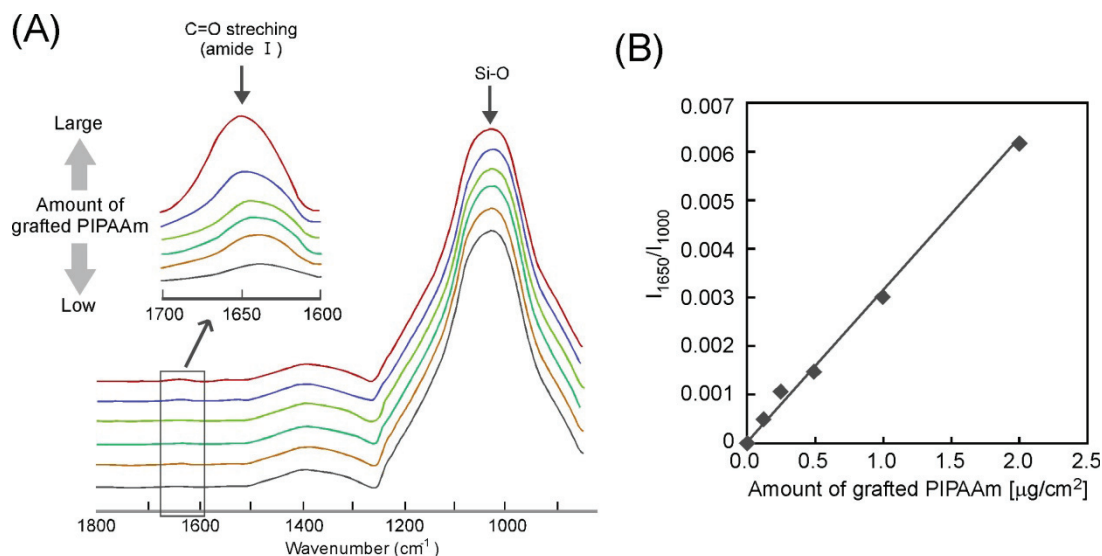 (A)
C=O streching
(amide I)
Si-O
Large
Amount of
grafted PIPAAm
Low
1700
1650
1600
1800
1600
1400
1200
1000
Wavenumber (cm-1)
(B)
0.007
0.006
0.005
0.004
0.003
0.002
0.001
0
I1650/I1000
0.0
0.5
1.0
1.5
2.0
2.5
Amount of grafted PIPAAm [µg/cm2]